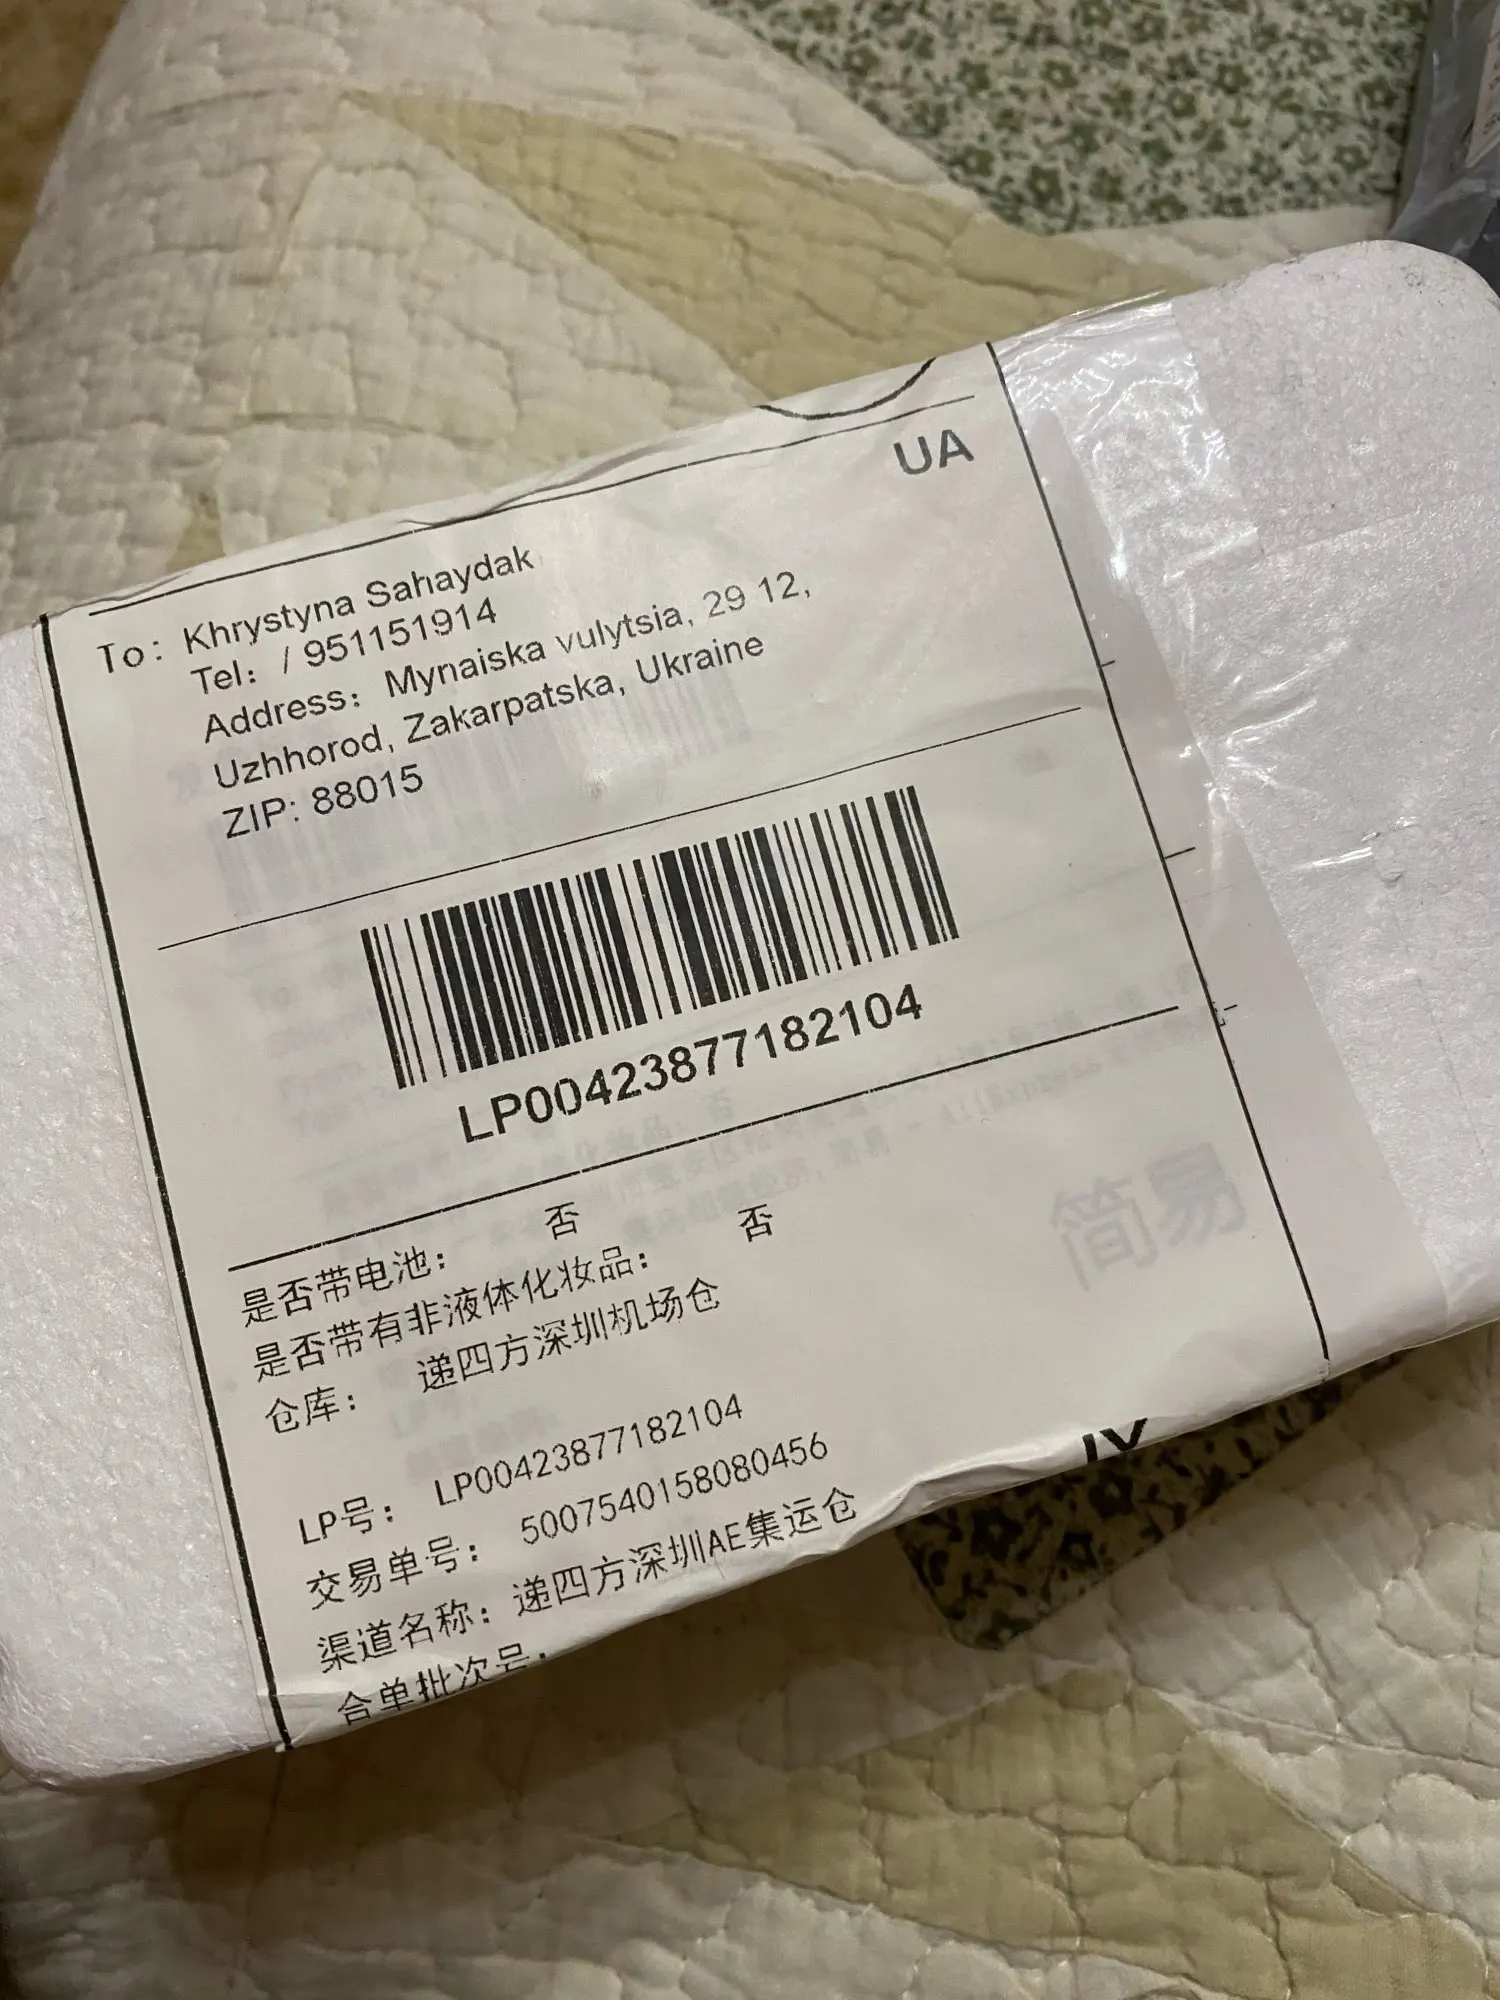 UA
To: Khrystyna Sahaydak
Tel: / 951151914
Address: Mynaiska vulytsia, 29 12,
Uzhhorod, Zakarpatska, Ukraine
ZIP: 88015
LP00423877182104
是否带电池: 否
是否带有非液体化妆品: 否
仓库: 递四方深圳机场仓
简易
LP号: LP00423877182104
交易单号: 5007540158080456
渠道名称: 递四方深圳AE集运仓
合单批次号: